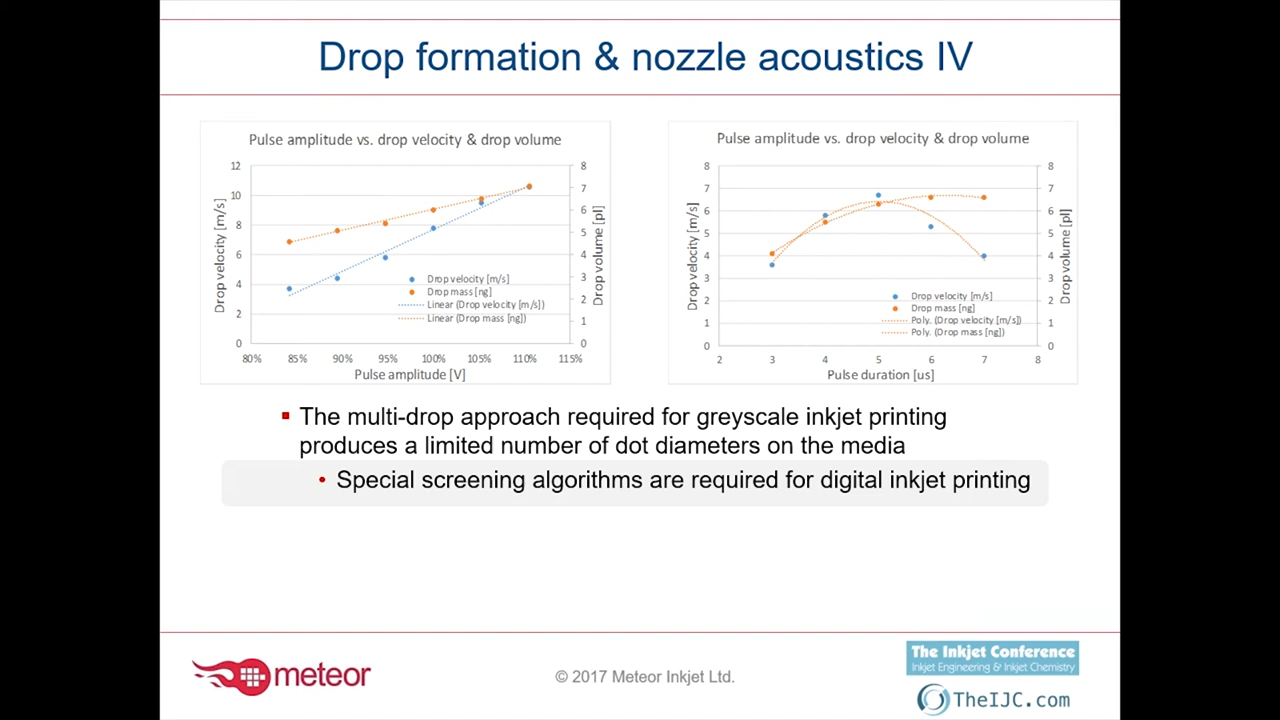 Drop formation & nozzle acoustics IV
Pulse amplitude vs. drop velocity & drop volume
12
10
8
6
4
2
0
Drop velocity [m/s]
8
7
6
5
4
3
2
1
0
Drop volume [pl]
Drop velocity [m/s]
Drop mass [ng]
Linear (Drop velocity [m/s])
Linear (Drop mass [ng])
80% 85% 90% 95% 100% 105% 110% 115%
Pulse amplitude [V]
Pulse amplitude vs. drop velocity & drop volume
8
7
6
5
4
3
2
1
0
Drop velocity [m/s]
8
7
6
5
4
3
2
1
0
Drop volume [pl]
Drop velocity [m/s]
Drop mass [ng]
Poly. (Drop velocity [m/s])
Poly. (Drop mass [ng])
2 3 4 5 6 7 8
Pulse duration [us]
The multi-drop approach required for greyscale inkjet printing
produces a limited number of dot diameters on the media
• Special screening algorithms are required for digital inkjet printing
meteor
© 2017 Meteor Inkjet Ltd.
The Inkjet Conference
Inkjet Engineering & Inkjet Chemistry
TheIJC.com